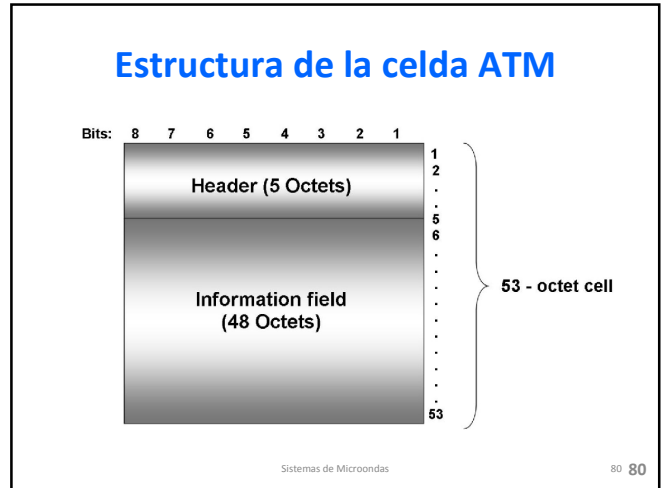 Estructura de la celda ATM
Bits: 8 7 6 5 4 3 2 1
1
2
.
.
5
6
.
.
.
.
.
.
.
.
.
.
53
Header (5 Octets)
Information field
(48 Octets)
53 - octet cell
Sistemas de Microondas
80 80